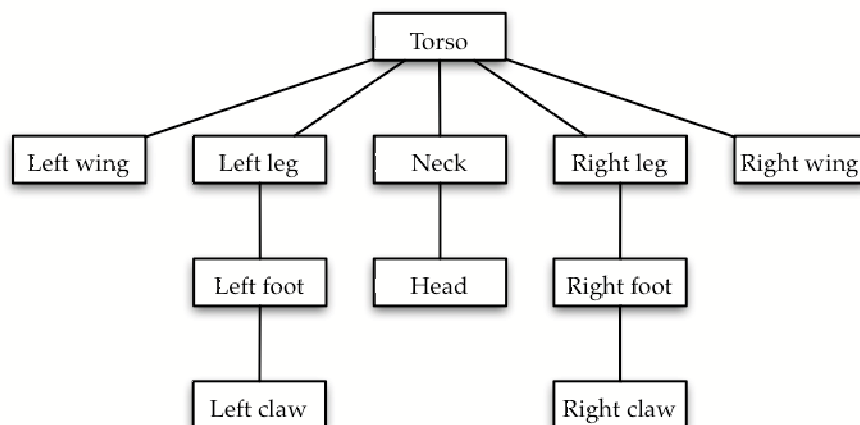 Torso
Left wing
Left leg
Neck
Right leg
Right wing
Left foot
Head
Right foot
Left claw
Right claw